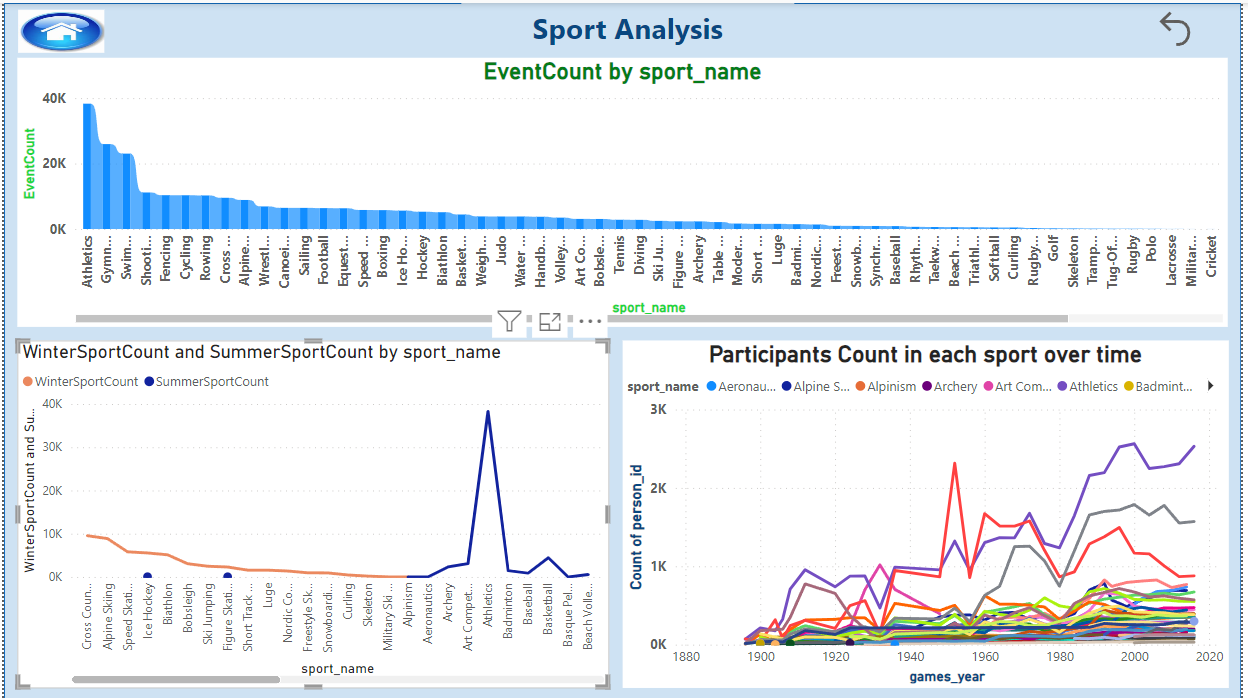 Sport Analysis
EventCount by sport_name
EventCount
40K
20K
0K
Athletics
Gymn...
Swim...
Shooti...
Fencing
Cycling
Rowing
Cross ...
Alpine...
Wrestl...
Canoei...
Sailing
Football
Equest...
Speed ...
Boxing
Ice Ho...
Hockey
Biathlon
Basket...
Weigh...
Judo
Water ...
Handb...
Volley...
Art Co...
Bobsle...
Tennis
Diving
Ski Ju...
Figure ...
Archery
Table ...
Moder...
Short ...
Luge
Badmi...
Nordic...
Freest...
Snowb...
Synchr...
Baseball
Rhyth...
Taekw...
Beach ...
Triathl...
Softball
Curling
Rugby...
Golf
Skeleton
Tramp...
Tug-Of...
Rugby
Polo
Lacrosse
Militar...
Cricket
sport_name
WinterSportCount and SummerSportCount by sport_name
WinterSportCount SummerSportCount
WinterSportCount and Su...
40K
30K
20K
10K
0K
Cross Coun...
Alpine Skiing
Speed Skati...
Ice Hockey
Biathlon
Bobsleigh
Ski Jumping
Figure Skati...
Short Track ...
Luge
Nordic Co...
Freestyle Sk...
Snowboardi...
Curling
Skeleton
Military Ski...
Alpinism
Aeronautics
Archery
Art Compet...
Athletics
Badminton
Baseball
Basketball
Basque Pel...
Beach Volle...
sport_name
Participants Count in each sport over time
sport_name Aeronau... Alpine S... Alpinism Archery Art Com... Athletics Badmint...
Count of person_id
3K
2K
1K
0K
1880 1900 1920 1940 1960 1980 2000 2020
games_year